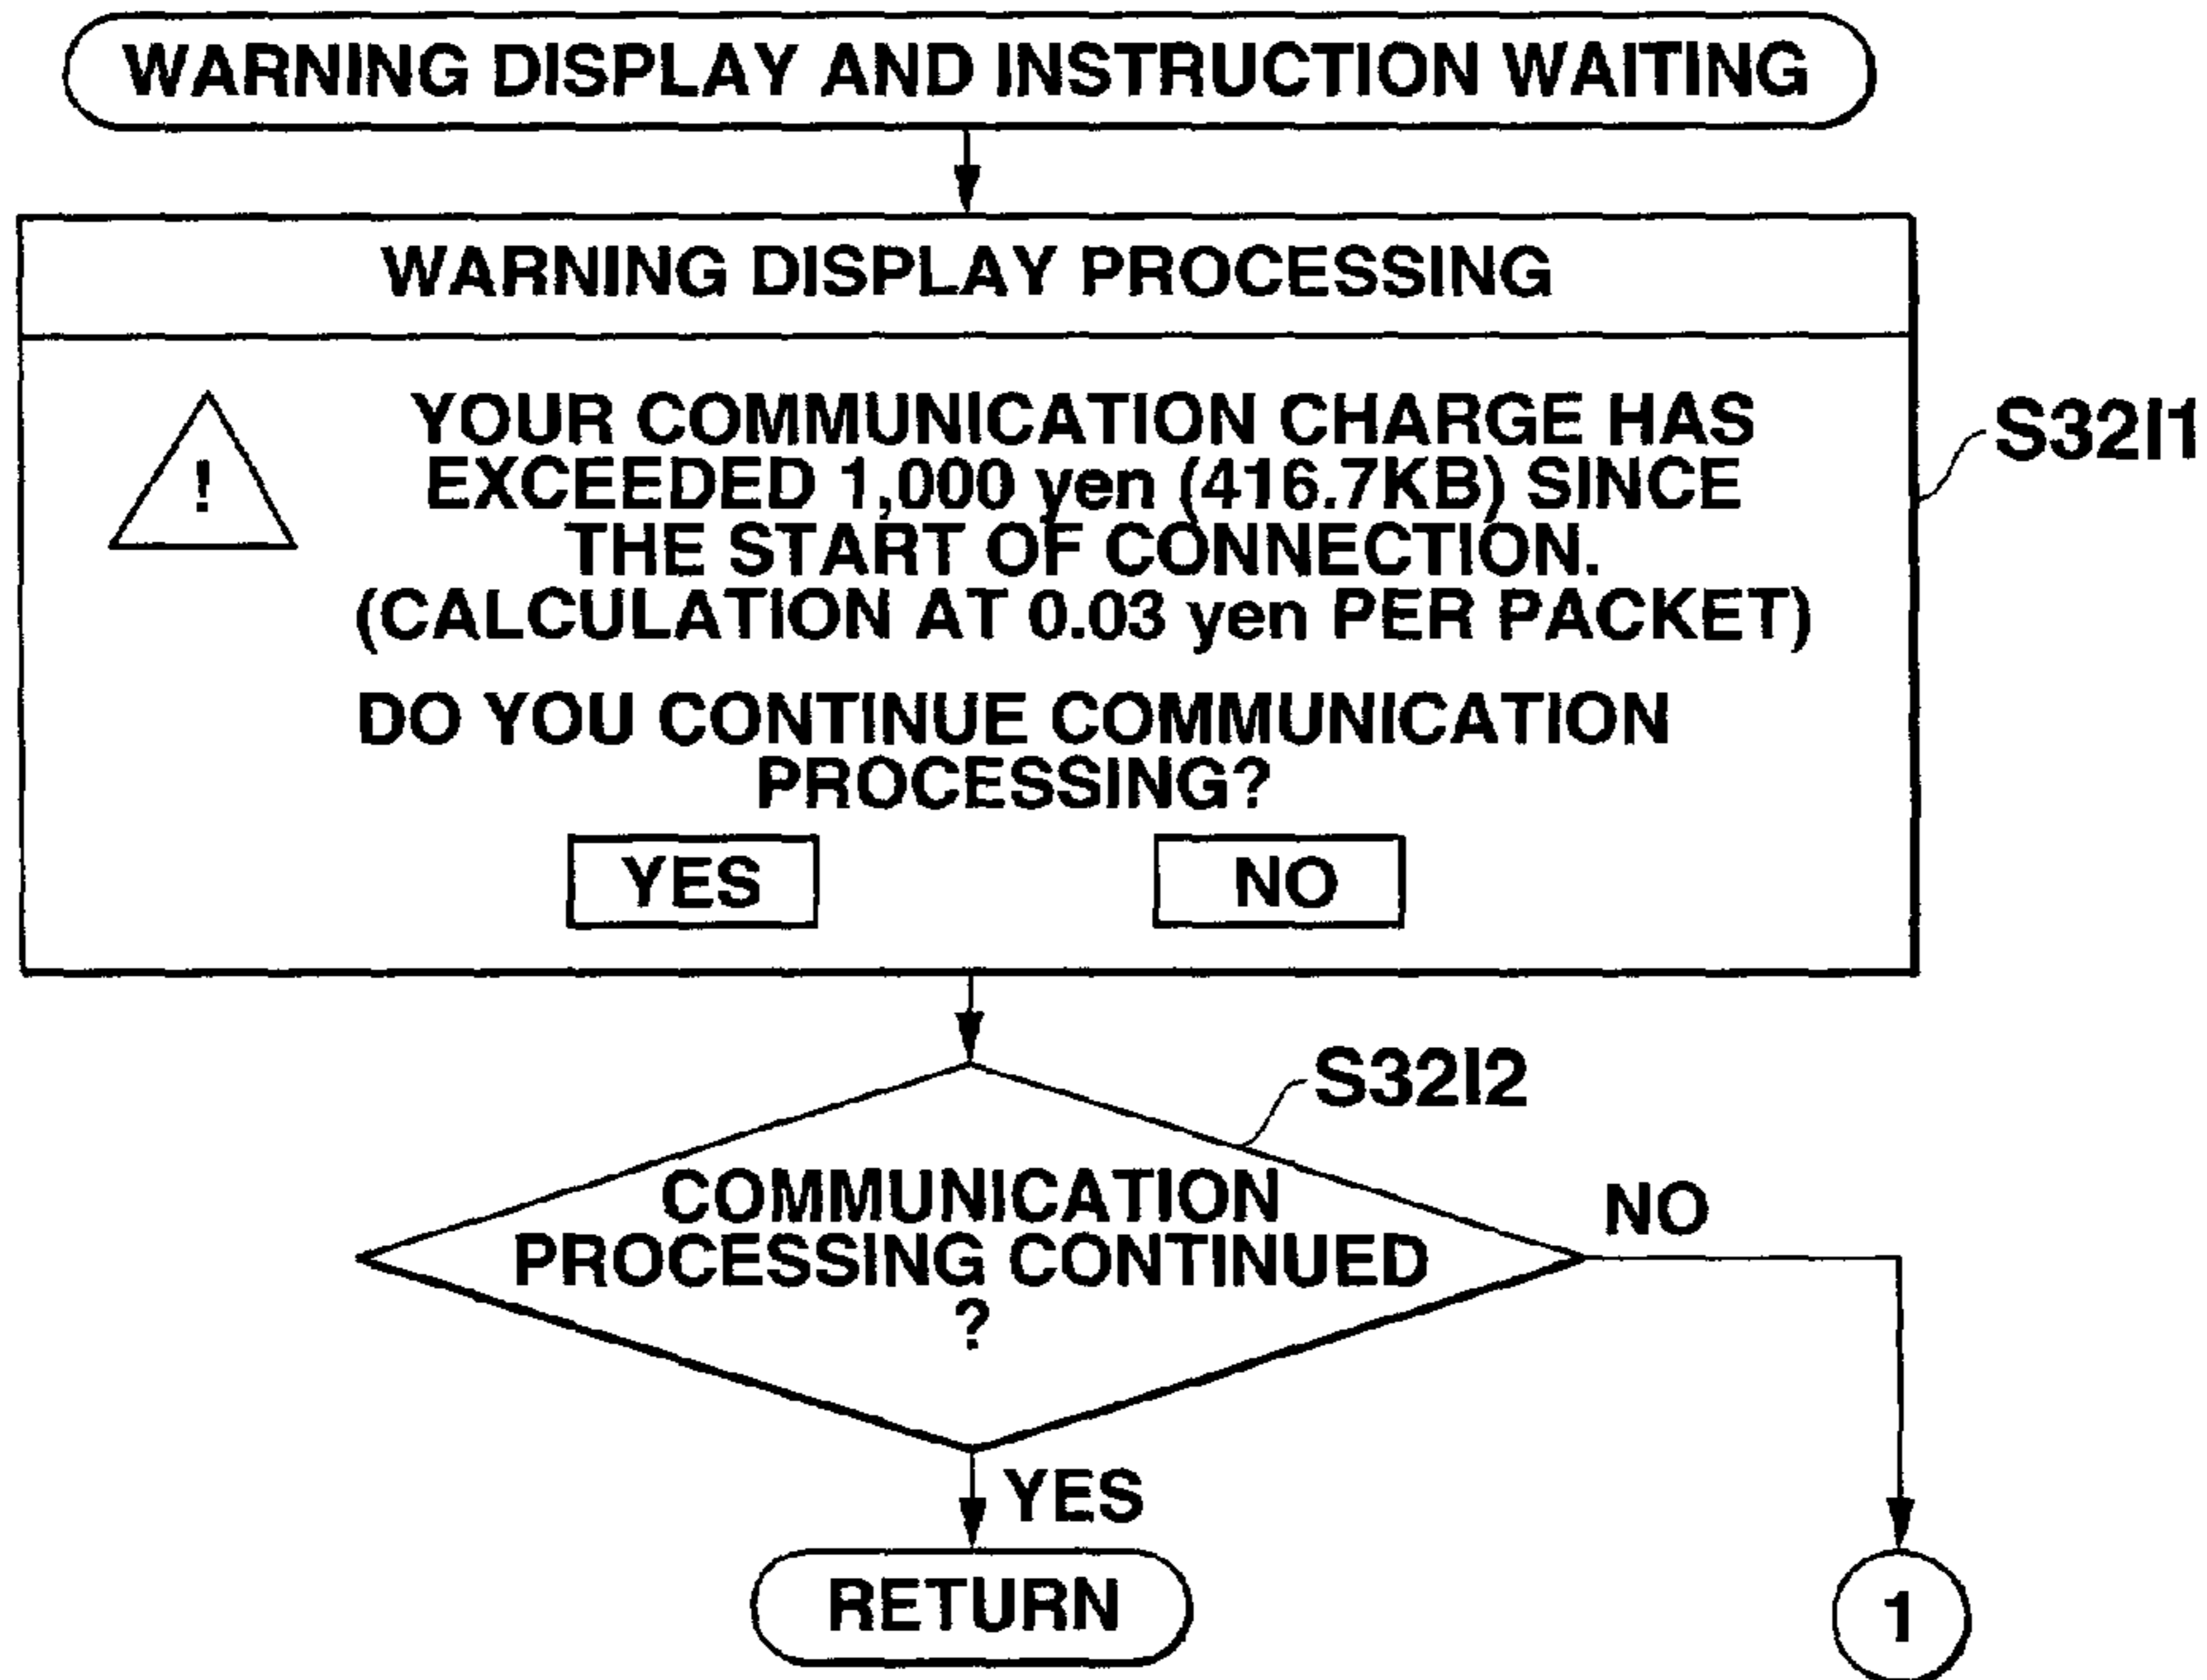 WARNING DISPLAY AND INSTRUCTION WAITING
WARNING DISPLAY PROCESSING
!
YOUR COMMUNICATION CHARGE HAS
EXCEEDED 1,000 yen (416.7KB) SINCE
THE START OF CONNECTION.
(CALCULATION AT 0.03 yen PER PACKET)
DO YOU CONTINUE COMMUNICATION
PROCESSING?
YES
NO
S32I1
S32I2
COMMUNICATION
PROCESSING CONTINUED
?
NO
YES
RETURN
1